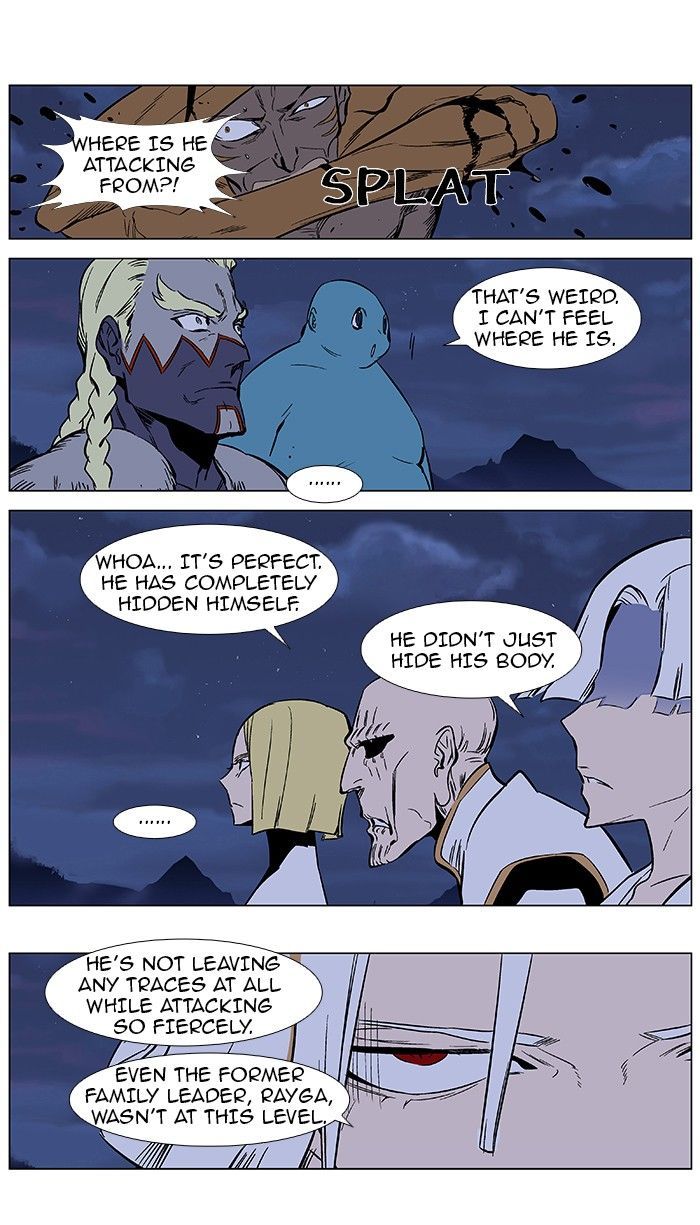 WHERE IS HE
ATTACKING
FROM?!
SPLAT
THAT'S WEIRD.
I CAN'T FEEL
WHERE HE IS.
......
WHOA... IT'S PERFECT.
HE HAS COMPLETELY
HIDDEN HIMSELF.
HE DIDN'T JUST
HIDE HIS BODY.
......
HE'S NOT LEAVING
ANY TRACES AT ALL
WHILE ATTACKING
SO FIERCELY.
EVEN THE FORMER
FAMILY LEADER, RAYGA,
WASN'T AT THIS LEVEL.